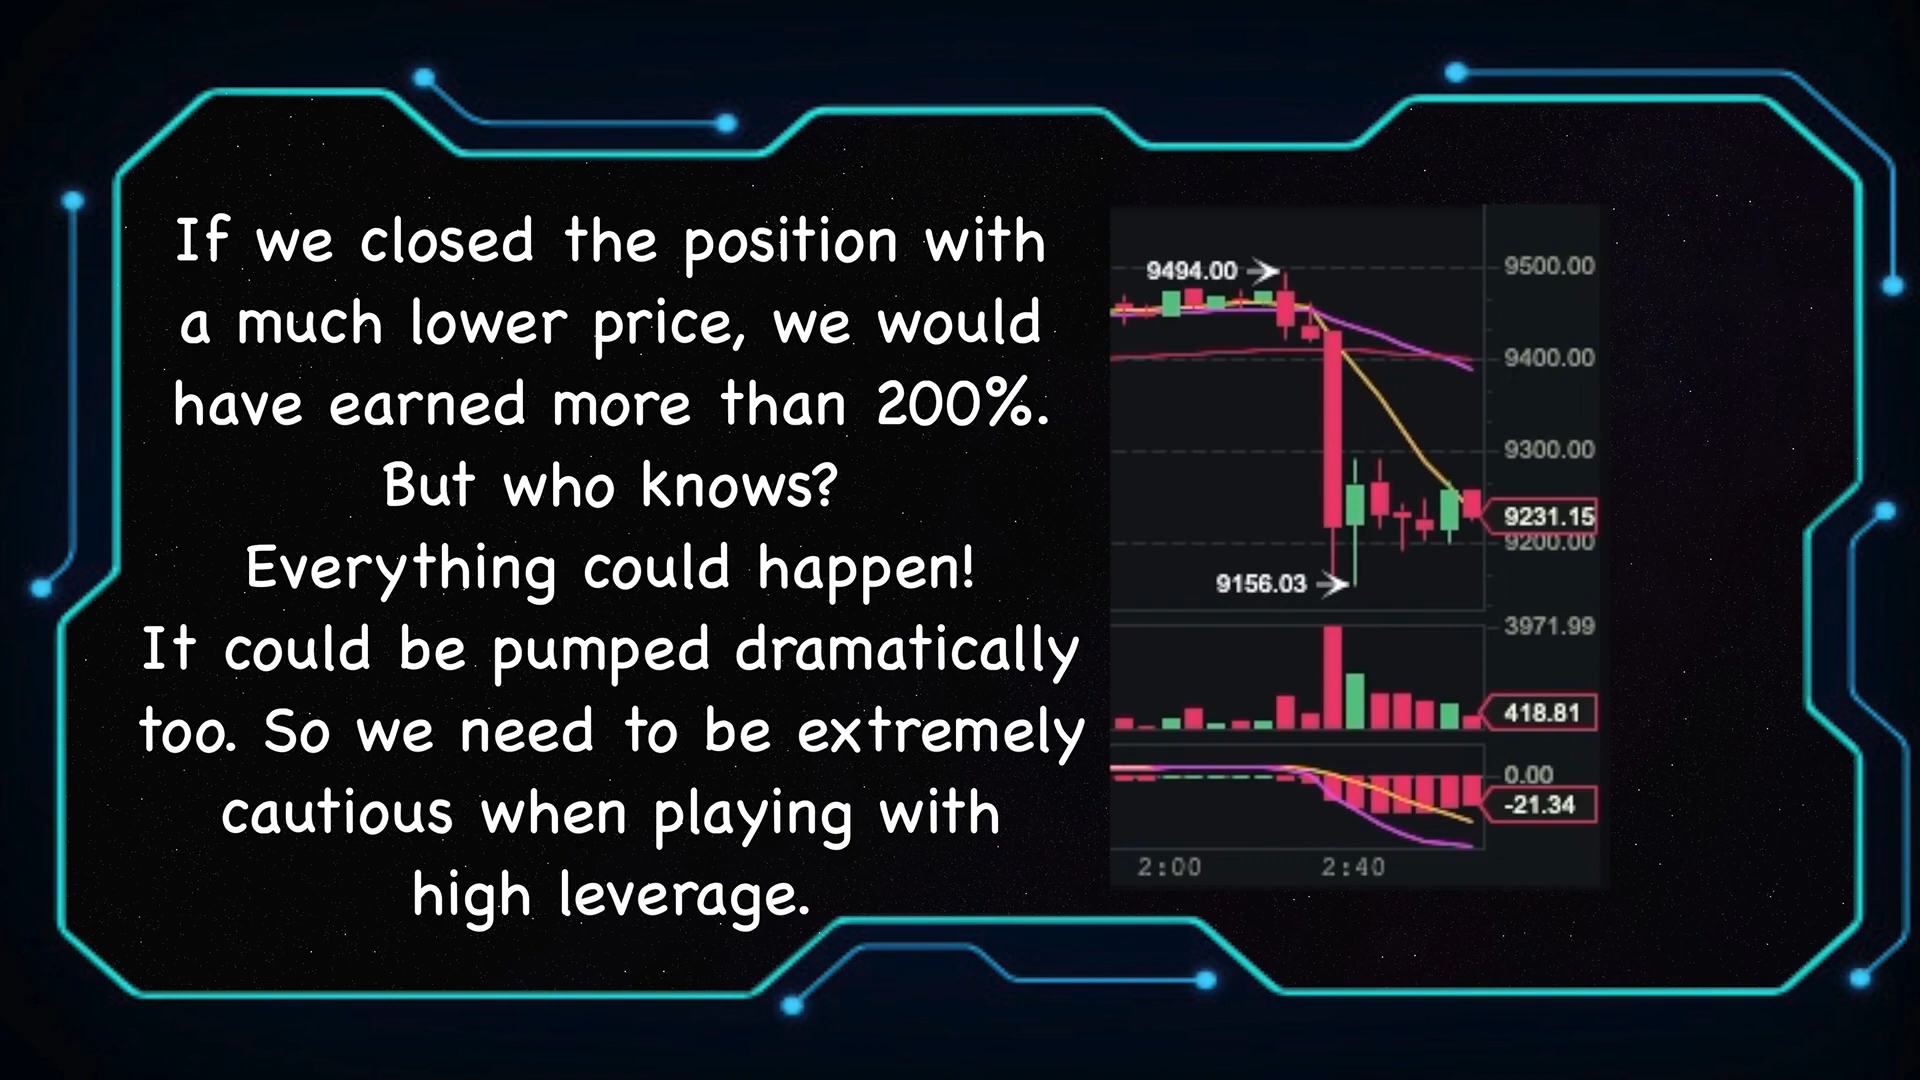 If we closed the position with
a much lower price, we would
have earned more than 200%.
But who knows?
Everything could happen!
It could be pumped dramatically
too. So we need to be extremely
cautious when playing with
high leverage.
9494.00
9156.03
9500.00
9400.00
9300.00
9231.15
9200.00
3971.99
418.81
0.00
-21.34
2:00
2:40